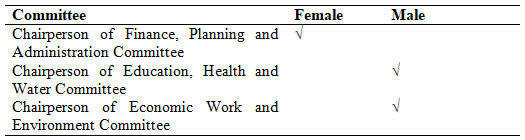 Committee Female Male
Chairperson of Finance, Planning and √
Administration Committee
Chairperson of Education, Health and √
Water Committee
Chairperson of Economic Work and √
Environment Committee